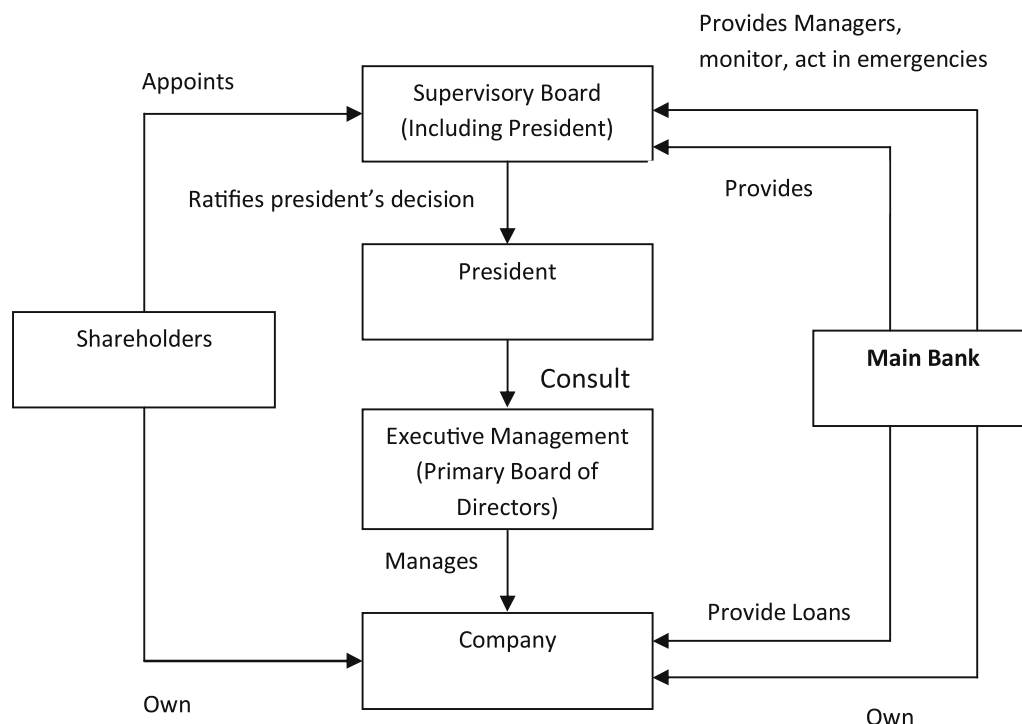 Provides Managers,
monitor, act in emergencies
Appoints
Supervisory Board
(Including President)
Ratifies president’s decision
Provides
President
Shareholders
Main Bank
Consult
Executive Management
(Primary Board of
Directors)
Manages
Provide Loans
Company
Own
Own